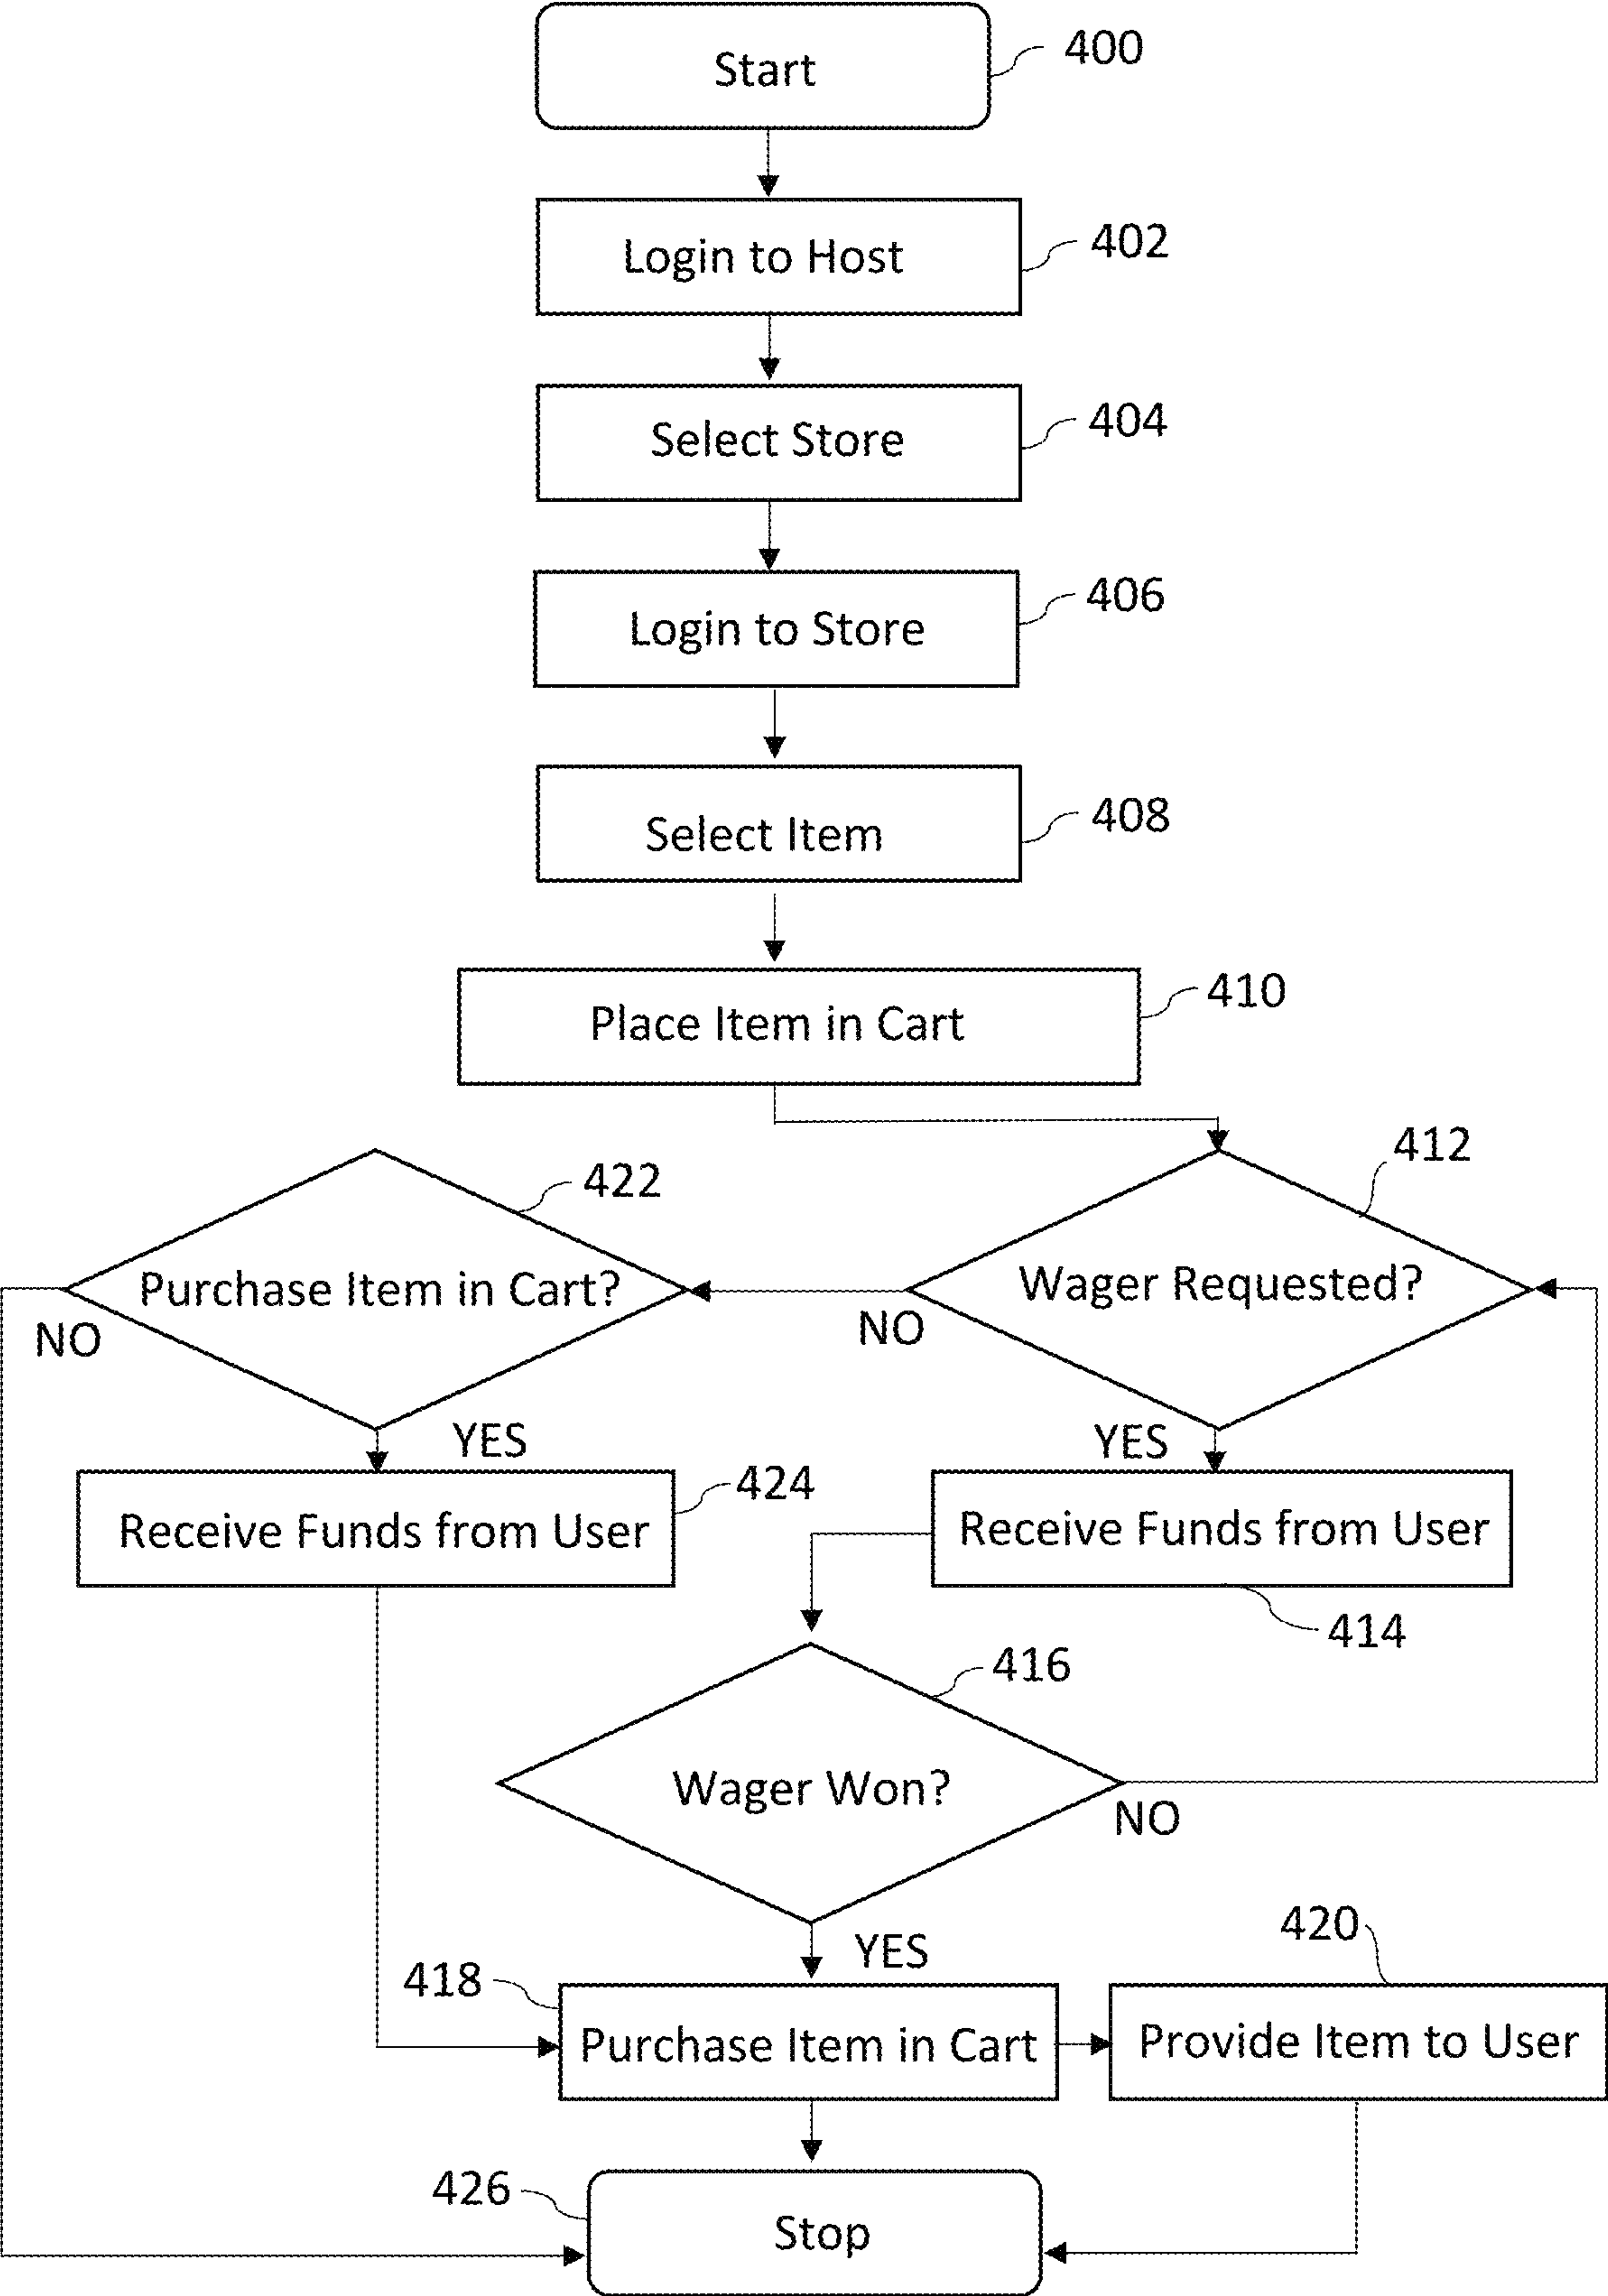 Start
400
Login to Host
402
Select Store
404
Login to Store
406
Select Item
408
Place Item in Cart
410
422
412
Purchase Item in Cart?
Wager Requested?
NO
NO
YES
YES
Receive Funds from User
424
Receive Funds from User
414
416
Wager Won?
NO
YES
420
418
Purchase Item in Cart
Provide Item to User
426
Stop